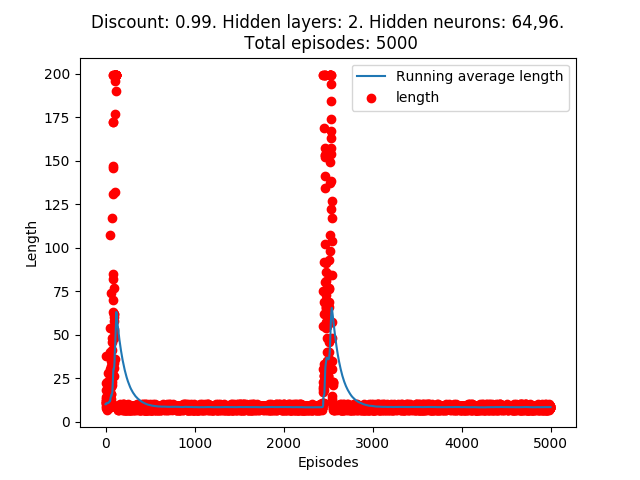 Discount: 0.99. Hidden layers: 2. Hidden neurons: 64,96.
Total episodes: 5000
200
175
150
125
100
75
50
25
0
Length
Running average length
length
0
1000
2000
3000
4000
5000
Episodes